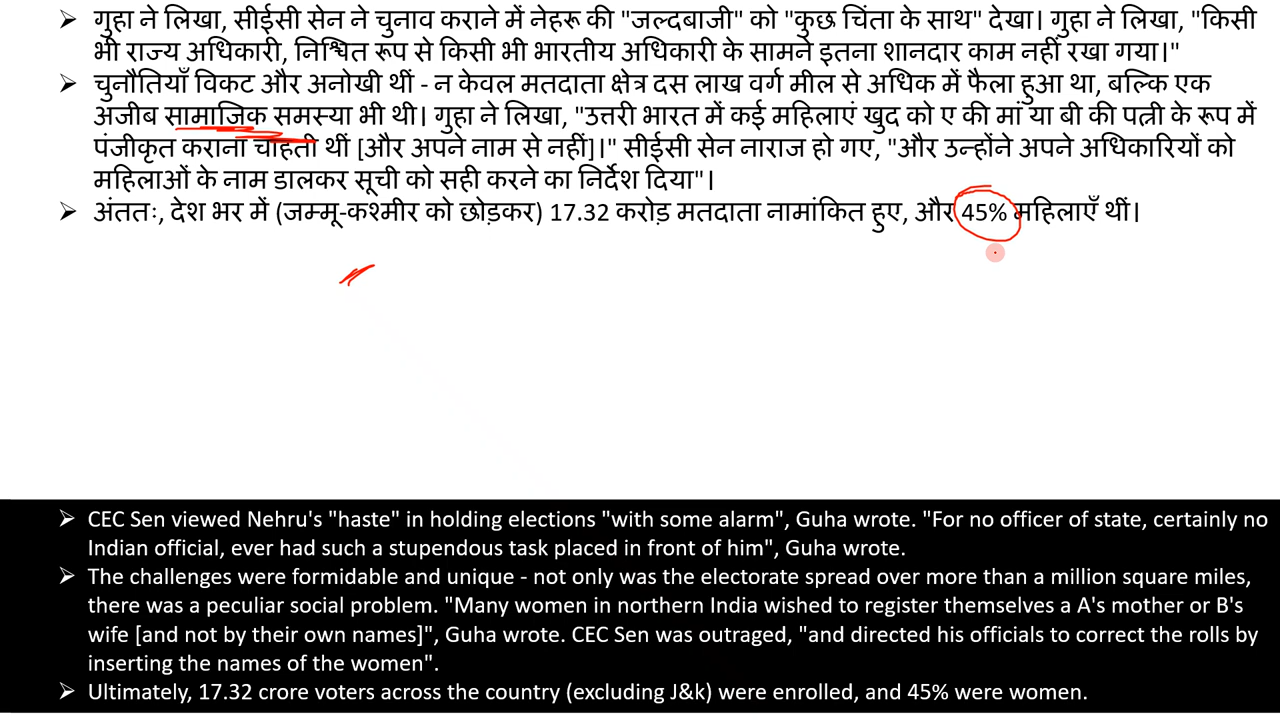 ➢ गुहा ने लिखा, सीईसी सेन ने चुनाव कराने में नेहरू की "जल्दबाजी" को "कुछ चिंता के साथ" देखा। गुहा ने लिखा, "किसी
भी राज्य अधिकारी, निश्चित रूप से किसी भी भारतीय अधिकारी के सामने इतना शानदार काम नहीं रखा गया।"
➢ चुनौतियाँ विकट और अनोखी थीं - न केवल मतदाता क्षेत्र दस लाख वर्ग मील से अधिक में फैला हुआ था, बल्कि एक
अजीब सामाजिक समस्या भी थी। गुहा ने लिखा, "उत्तरी भारत में कई महिलाएं खुद को ए की मां या बी की पत्नी के रूप में
पंजीकृत कराना चाहती थीं [और अपने नाम से नहीं]।" सीईसी सेन नाराज हो गए, "और उन्होंने अपने अधिकारियों को
महिलाओं के नाम डालकर सूची को सही करने का निर्देश दिया"।
➢ अंततः, देश भर में (जम्मू-कश्मीर को छोड़कर) 17.32 करोड़ मतदाता नामांकित हुए, और 45% महिलाएँ थीं।
➢ CEC Sen viewed Nehru's "haste" in holding elections "with some alarm", Guha wrote. "For no officer of state, certainly no
Indian official, ever had such a stupendous task placed in front of him", Guha wrote.
➢ The challenges were formidable and unique - not only was the electorate spread over more than a million square miles,
there was a peculiar social problem. "Many women in northern India wished to register themselves a A's mother or B's
wife [and not by their own names]", Guha wrote. CEC Sen was outraged, "and directed his officials to correct the rolls by
inserting the names of the women".
➢ Ultimately, 17.32 crore voters across the country (excluding J&k) were enrolled, and 45% were women.